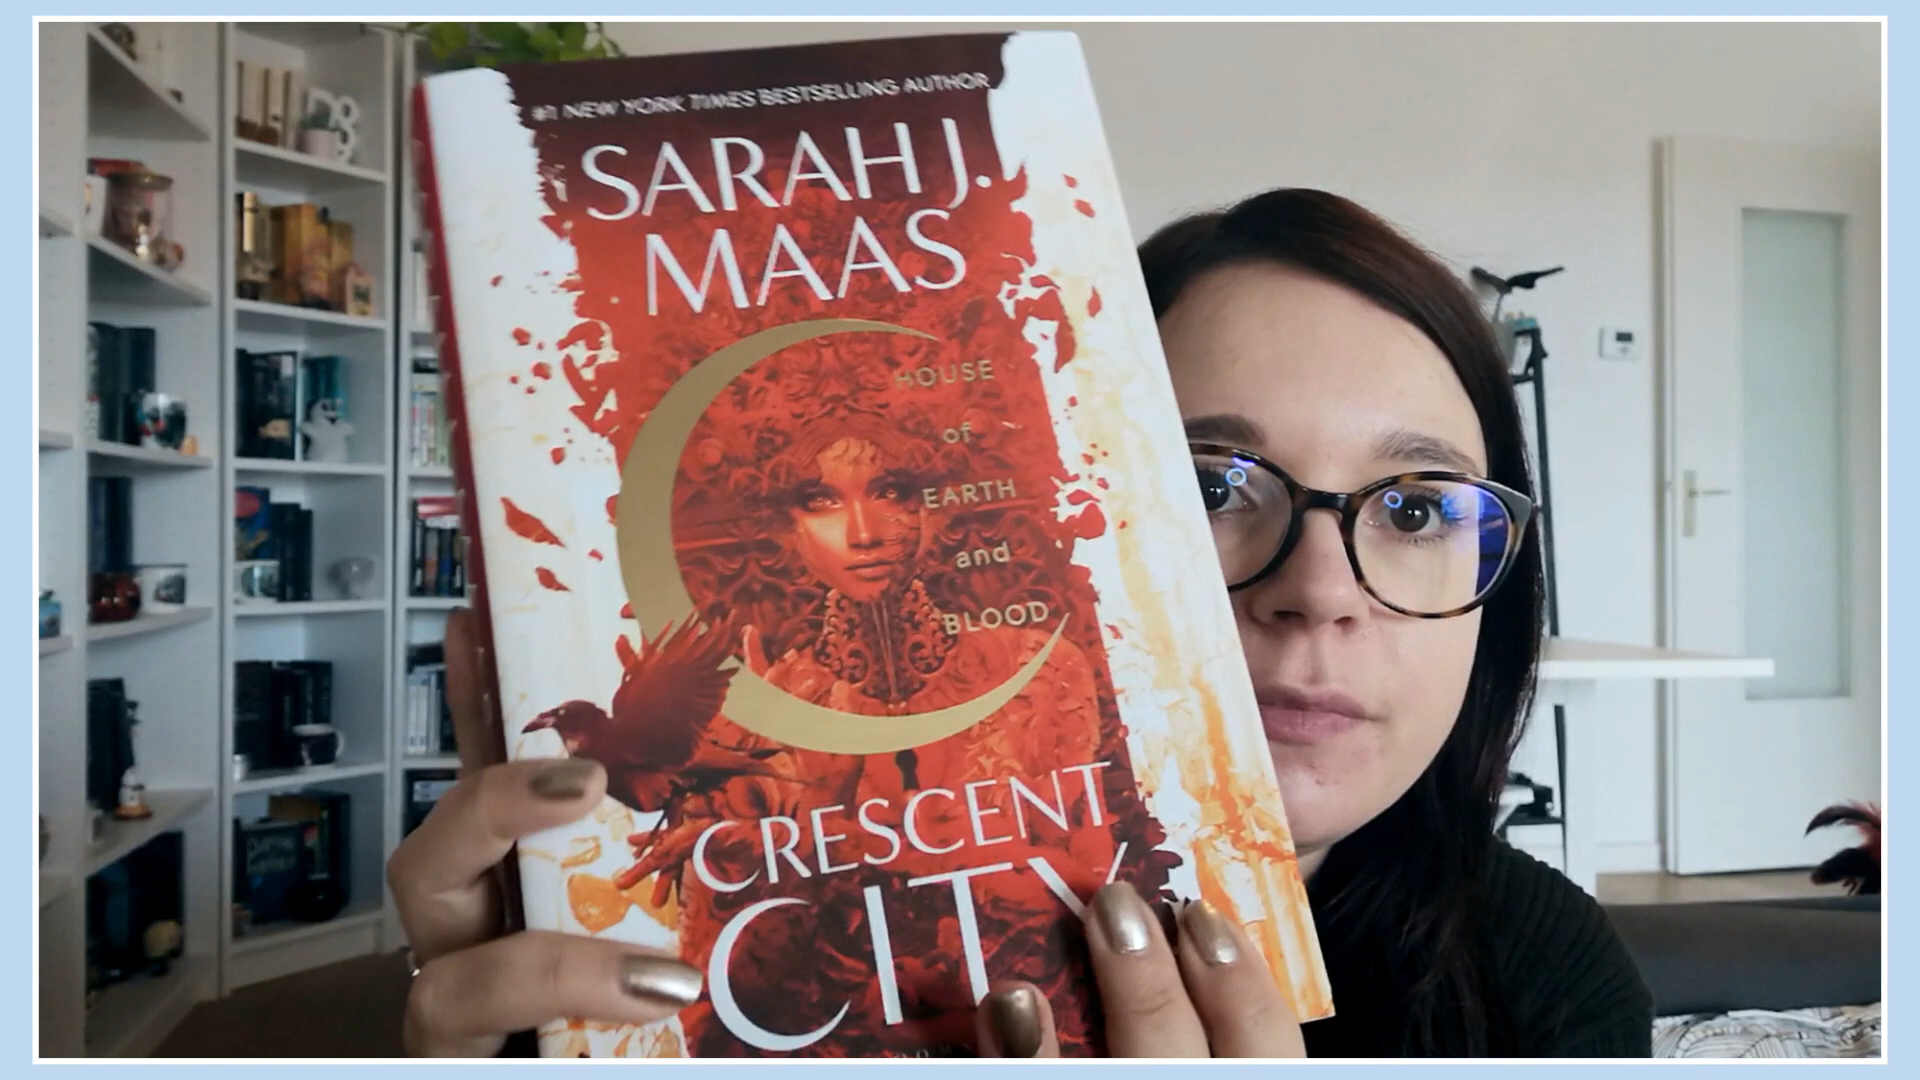 #1 NEW YORK TIMES BESTSELLING AUTHOR
SARAH J.
MAAS
HOUSE
of
EARTH
and
BLOOD
CRESCENT
CITY